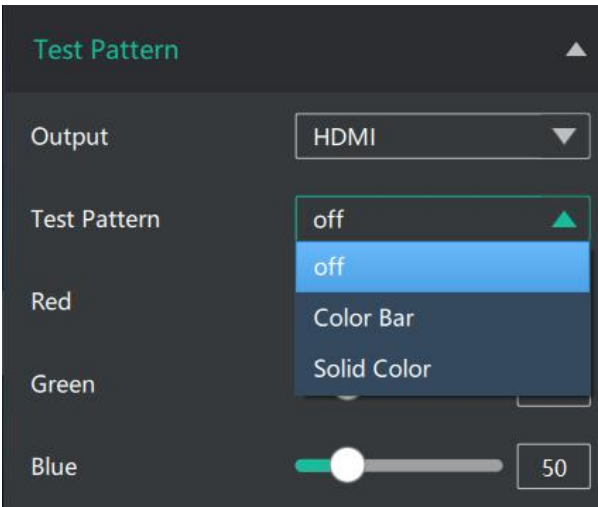 Test Pattern
Output HDMI
Test Pattern off
off
Red
Color Bar
Solid Color
Green
Blue 50